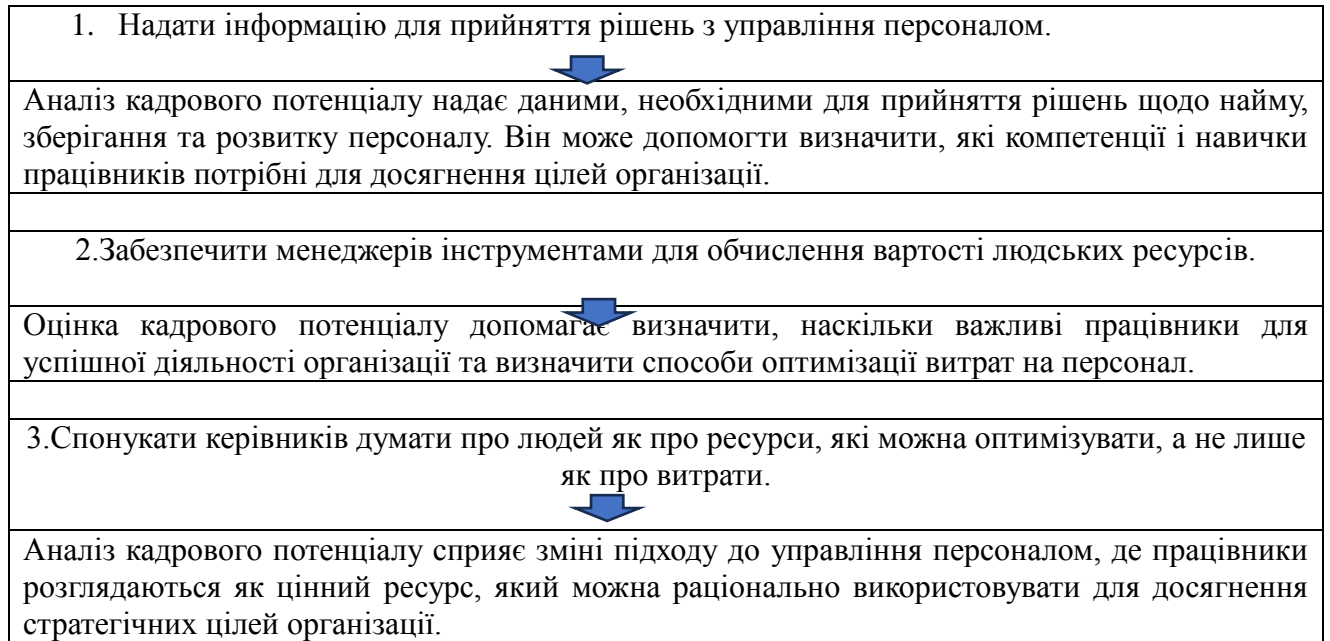 1. Надати інформацію для прийняття рішень з управління персоналом.
Аналіз кадрового потенціалу надає даними, необхідними для прийняття рішень щодо найму,
зберігання та розвитку персоналу. Він може допомогти визначити, які компетенції і навички
працівників потрібні для досягнення цілей організації.
2.Забезпечити менеджерів інструментами для обчислення вартості людських ресурсів.
Оцінка кадрового потенціалу допомагає визначити, наскільки важливі працівники для
успішної діяльності організації та визначити способи оптимізації витрат на персонал.
3.Спонукати керівників думати про людей як про ресурси, які можна оптимізувати, а не лише
як про витрати.
Аналіз кадрового потенціалу сприяє зміні підходу до управління персоналом, де працівники
розглядаються як цінний ресурс, який можна раціонально використовувати для досягнення
стратегічних цілей організації.